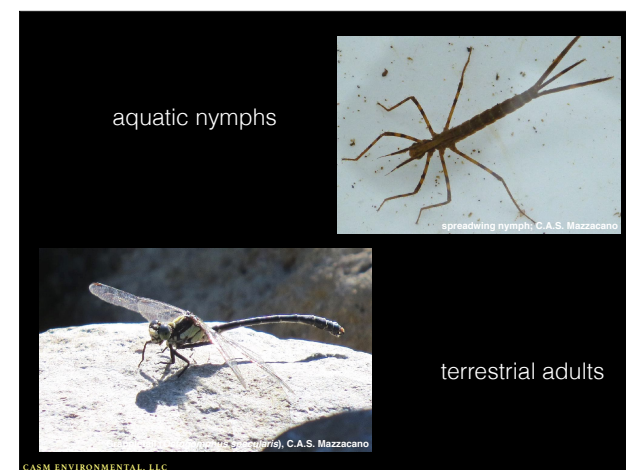 aquatic nymphs
spreadwing nymph; C.A.S. Mazzacano
terrestrial adults
), C.A.S. Mazzacano
CASM ENVIRONMENTAL, LLC